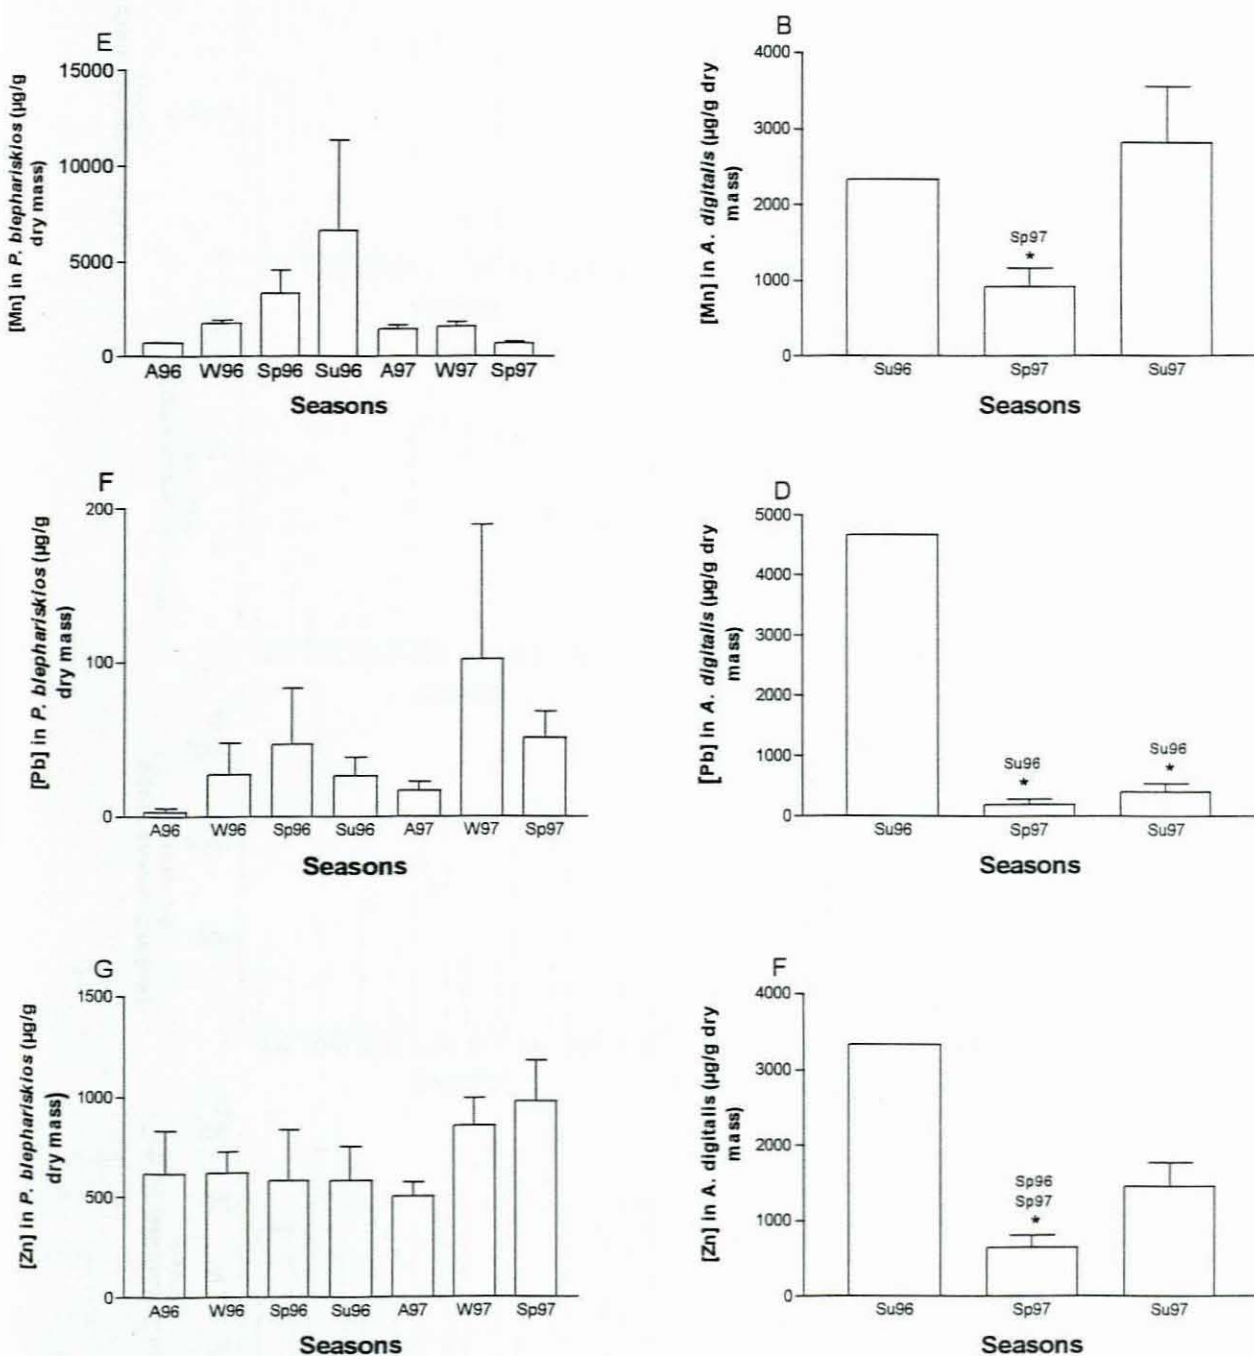 E
[Mn] in P. blephariskios (µg/g
dry mass)
15000
10000
5000
0
A96 W96 Sp96 Su96 A97 W97 Sp97
Seasons
B
[Mn] in A. digitalis (µg/g dry
mass)
4000
3000
2000
1000
0
Sp97
*
Su96 Sp97 Su97
Seasons
F
[Pb] in P. blephariskios (µg/g
dry mass)
200
100
0
A96 W96 Sp96 Su96 A97 W97 Sp97
Seasons
D
[Pb] in A. digitalis (µg/g dry
mass)
5000
4000
3000
2000
1000
0
Su96
*
Su96
*
Su96 Sp97 Su97
Seasons
G
[Zn] in P. blephariskios (µg/g
dry mass)
1500
1000
500
0
A96 W96 Sp96 Su96 A97 W97 Sp97
Seasons
F
[Zn] in A. digitalis (µg/g dry
mass)
4000
3000
2000
1000
0
Sp96
Sp97
*
Su96 Sp97 Su97
Seasons